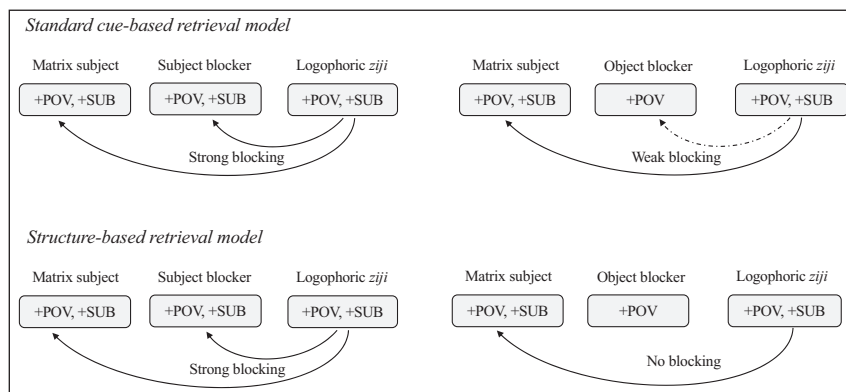 Standard cue-based retrieval model
Matrix subject Subject blocker Logophoric ziji Matrix subject Object blocker Logophoric ziji
+POV, +SUB +POV, +SUB +POV, +SUB +POV, +SUB +POV +POV, +SUB
Strong blocking Weak blocking
Structure-based retrieval model
Matrix subject Subject blocker Logophoric ziji Matrix subject Object blocker Logophoric ziji
+POV, +SUB +POV, +SUB +POV, +SUB +POV, +SUB +POV +POV, +SUB
Strong blocking No blocking